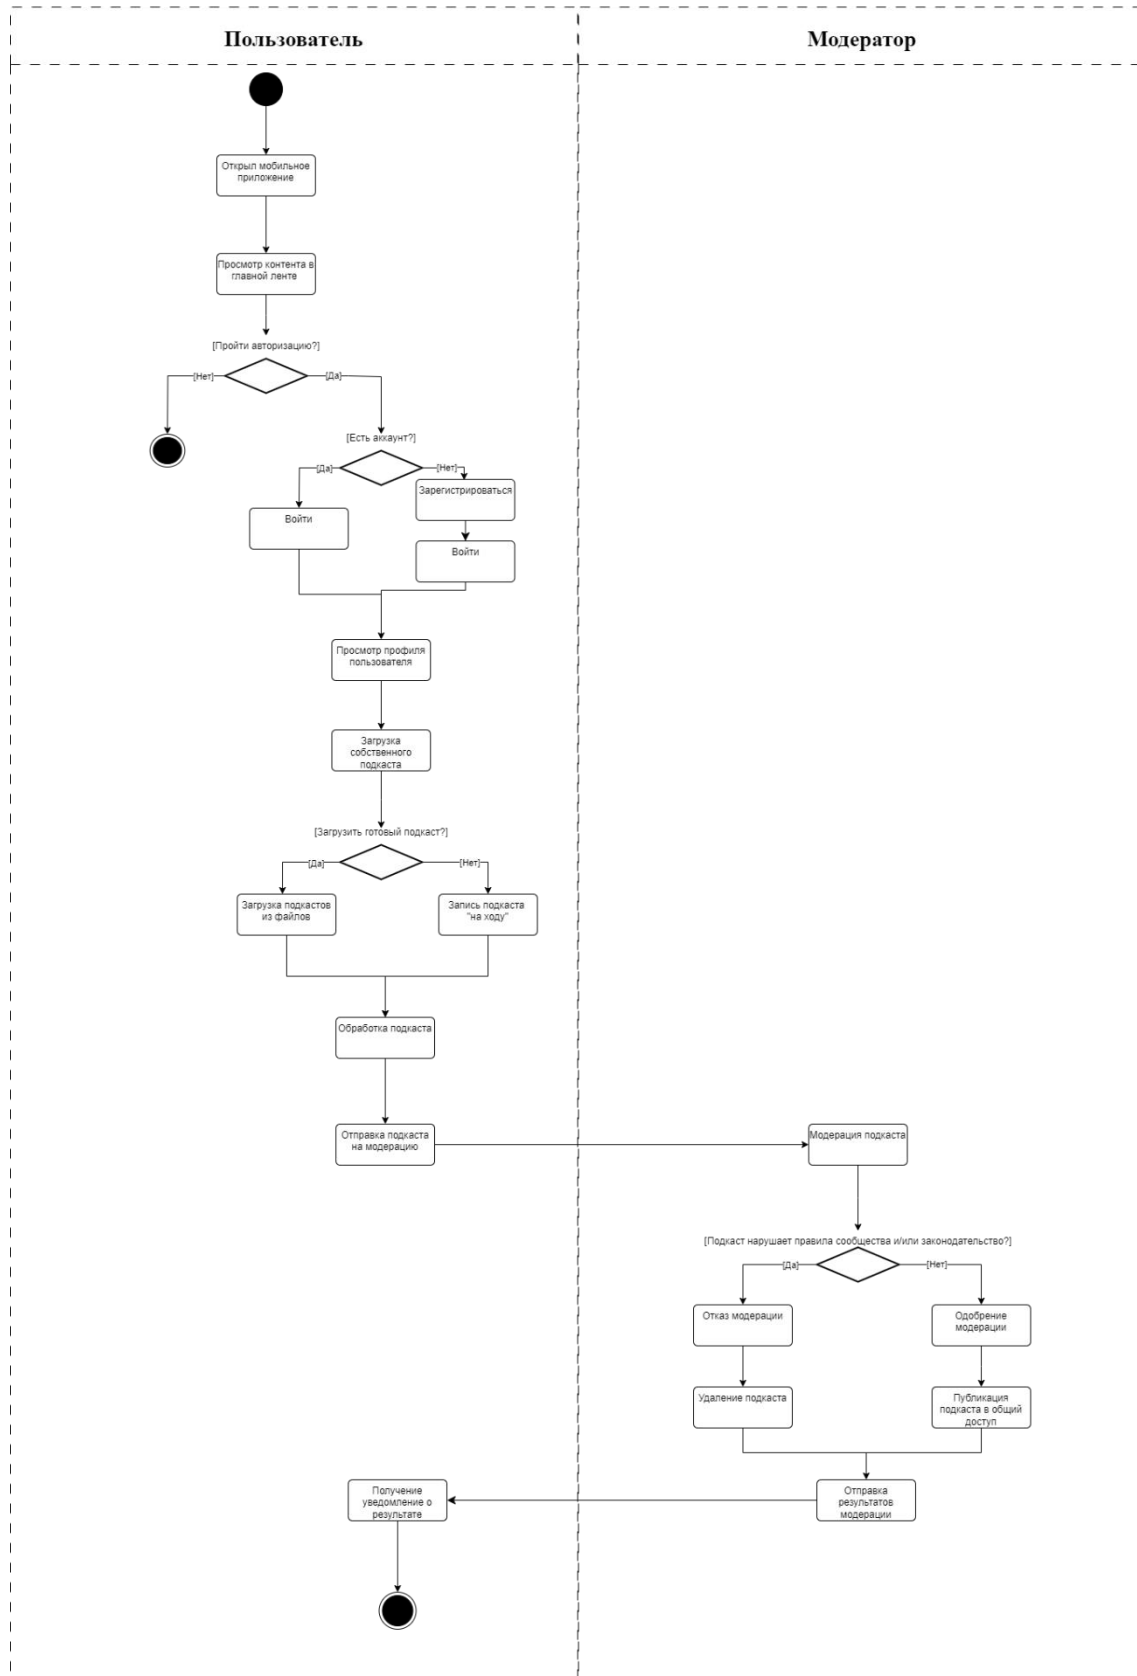 Пользователь
Модератор
Открыл мобильное
приложение
Просмотр контента в
главной ленте
[Пройти авторизацию?]
[Нет]
[Да]
[Есть аккаунт?]
[Да]
[Нет]
Зарегистрироваться
Войти
Войти
Просмотр профиля
пользователя
Загрузка
собственного
подкаста
[Загрузить готовый подкаст?]
[Да]
[Нет]
Загрузка подкастов
из файлов
Запись подкаста
"на ходу"
Обработка подкаста
Отправка подкаста
на модерацию
Модерация подкаста
[Подкаст нарушает правила сообщества и/или законодательство?]
[Да]
[Нет]
Отказ модерации
Одобрение
модерации
Удаление подкаста
Публикация
подкаста в общий
доступ
Отправка
результатов
модерации
Получение
уведомление о
результате